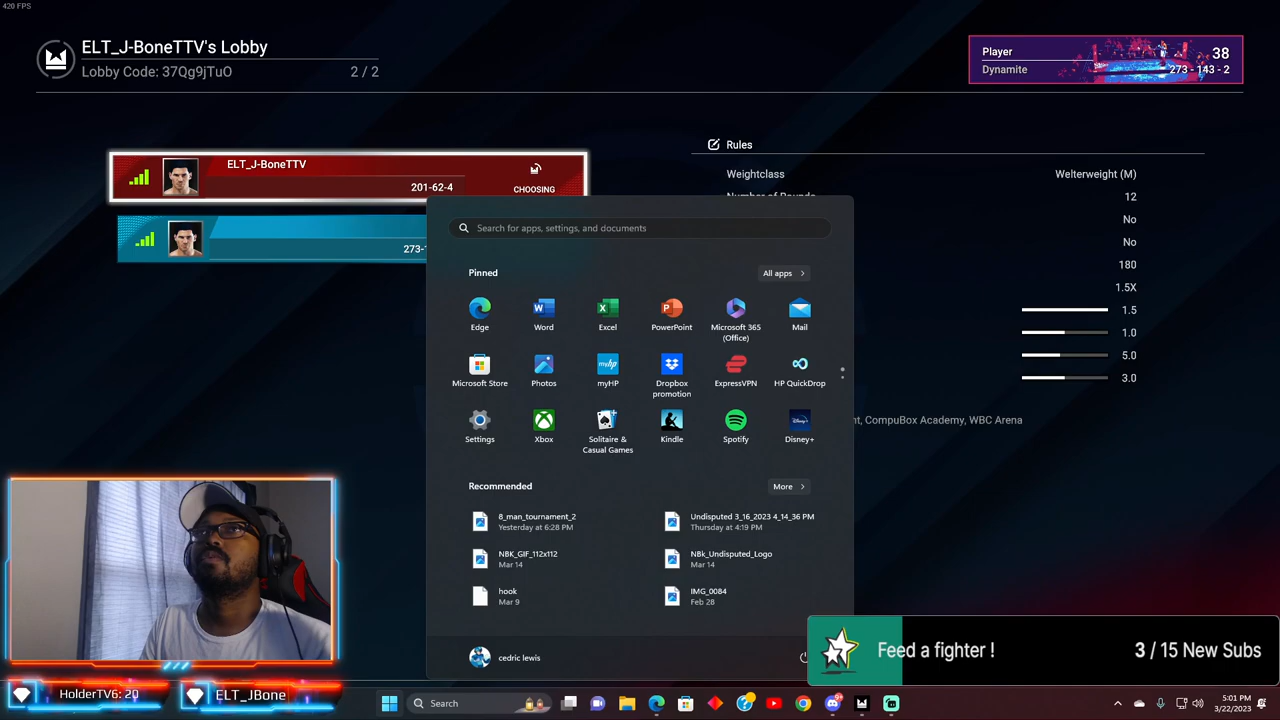 420 FPS
ELT_J-BoneTTV's Lobby
Lobby Code: 37Qg9jTuO
2 / 2
Player
38
Dynamite
273 - 143 - 2
Rules
ELT_J-BoneTTV
201-62-4
CHOOSING
Weightclass
Welterweight (M)
12
273-1
No
No
180
1.5X
1.5
1.0
5.0
3.0
nt, CompuBox Academy, WBC Arena
Search for apps, settings, and documents
Pinned
All apps
Edge
Word
Excel
PowerPoint
Microsoft 365
(Office)
Mail
Microsoft Store
Photos
myHP
Dropbox
promotion
ExpressVPN
HP QuickDrop
Settings
Xbox
Solitaire &
Casual Games
Kindle
Spotify
Disney+
Recommended
More
8_man_tournament_2
Yesterday at 6:28 PM
Undisputed 3_16_2023 4_14_36 PM
Thursday at 4:19 PM
NBK_GIF_112x112
Mar 14
NBk_Undisputed_Logo
Mar 14
hook
Mar 9
IMG_0084
Feb 28
cedric lewis
Feed a fighter !
3 / 15 New Subs
HolderTV6: 20
ELT_JBone
Search
5:01 PM
3/22/2023